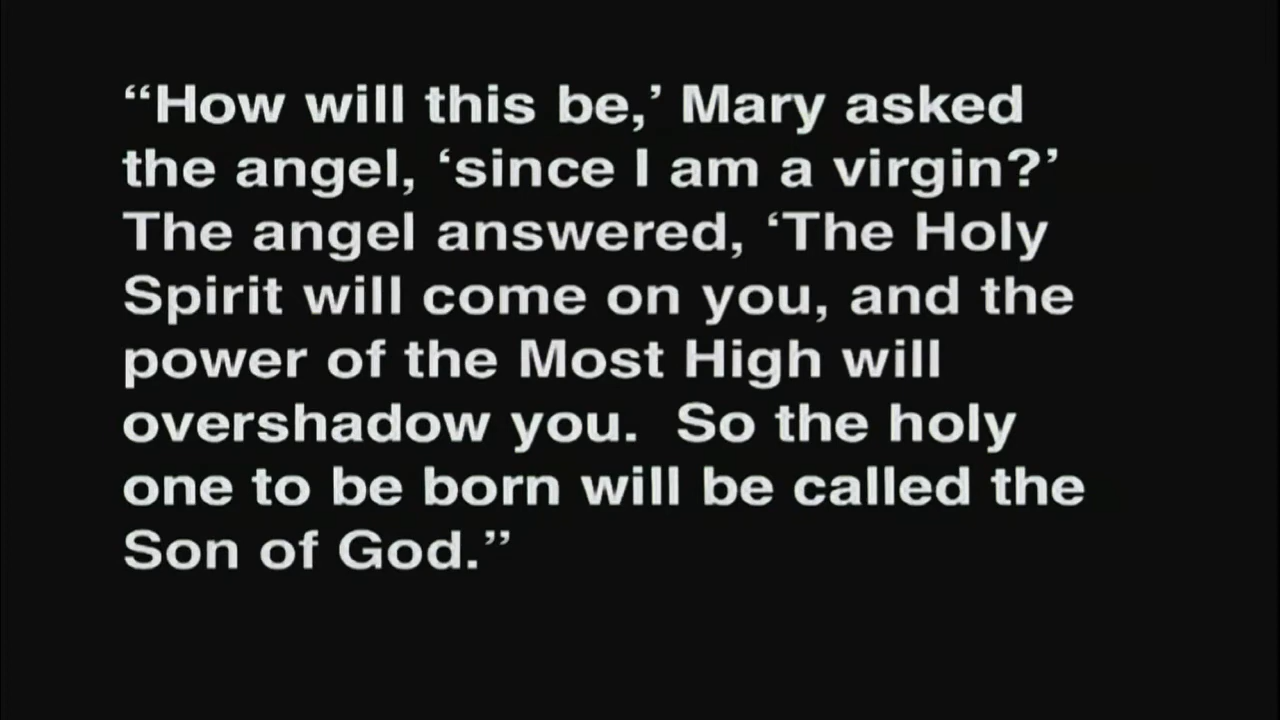 “How will this be,’ Mary asked
the angel, ‘since I am a virgin?’
The angel answered, ‘The Holy
Spirit will come on you, and the
power of the Most High will
overshadow you.  So the holy
one to be born will be called the
Son of God.”